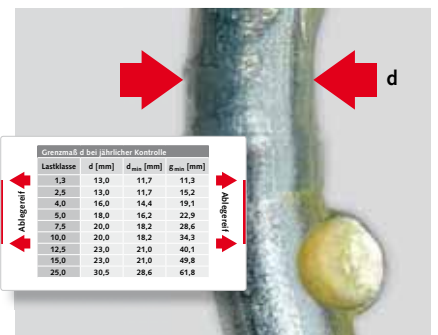 d
Grenzmaß d bei jährlicher Kontrolle
Lastklasse d [mm] dmin [mm] gmin [mm]
1,3 13,0 11,7 11,3
2,5 13,0 11,7 15,2
4,0 16,0 14,4 19,1
5,0 18,0 16,2 22,9
7,5 20,0 18,2 28,6
10,0 20,0 18,2 34,3
12,5 23,0 21,0 40,1
15,0 23,0 21,0 49,8
25,0 30,5 28,6 61,8
Ablegereif
Ablegereif